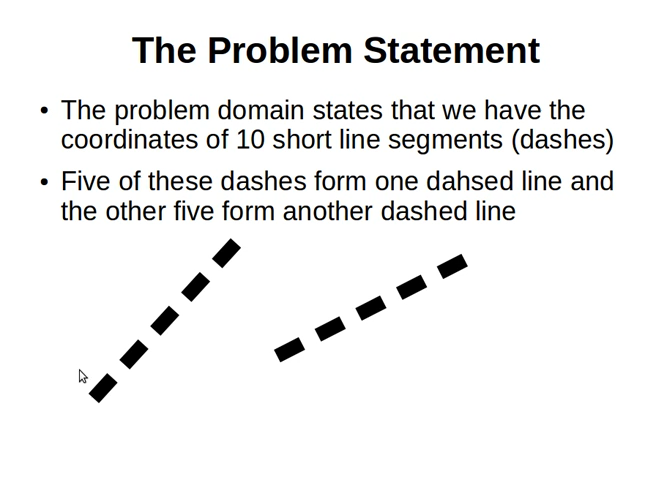 The Problem Statement
• The problem domain states that we have the
coordinates of 10 short line segments (dashes)
• Five of these dashes form one dahsed line and
the other five form another dashed line